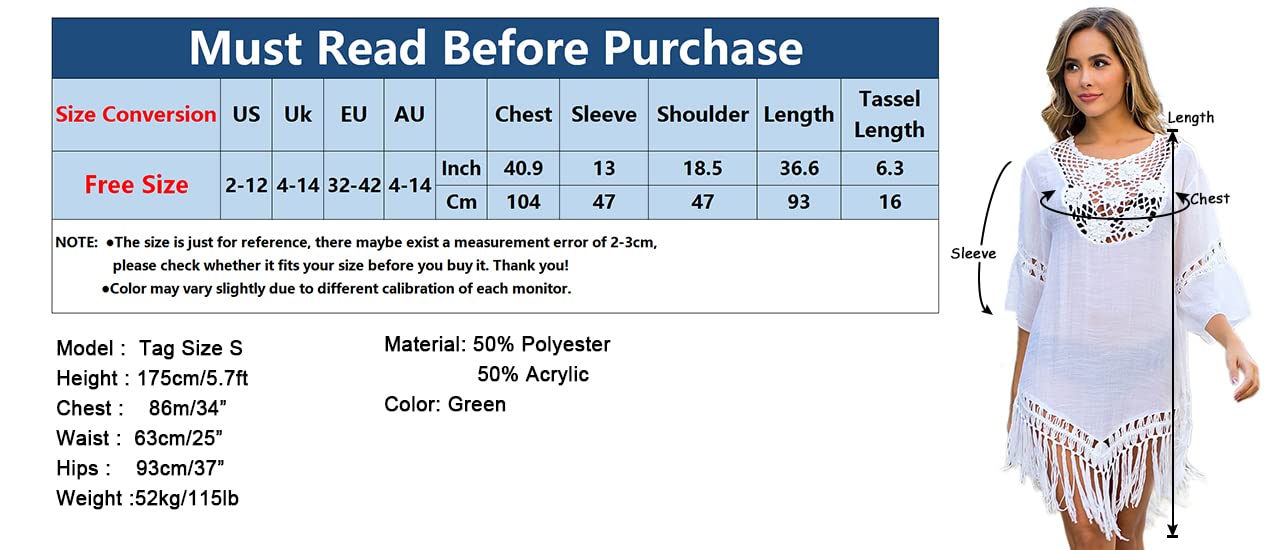 Must Read Before Purchase
Size Conversion US Uk EU AU Chest Sleeve Shoulder Length Tassel Length
Free Size 2-12 4-14 32-42 4-14
Inch 40.9 13 18.5 36.6 6.3
Cm 104 47 47 93 16
NOTE: ●The size is just for reference, there maybe exist a measurement error of 2-3cm,
please check whether it fits your size before you buy it. Thank you!
●Color may vary slightly due to different calibration of each monitor.
Model : Tag Size S
Height : 175cm/5.7ft
Chest : 86m/34”
Waist : 63cm/25”
Hips : 93cm/37”
Weight :52kg/115lb
Material: 50% Polyester
50% Acrylic
Color: Green
Length
Chest
Sleeve